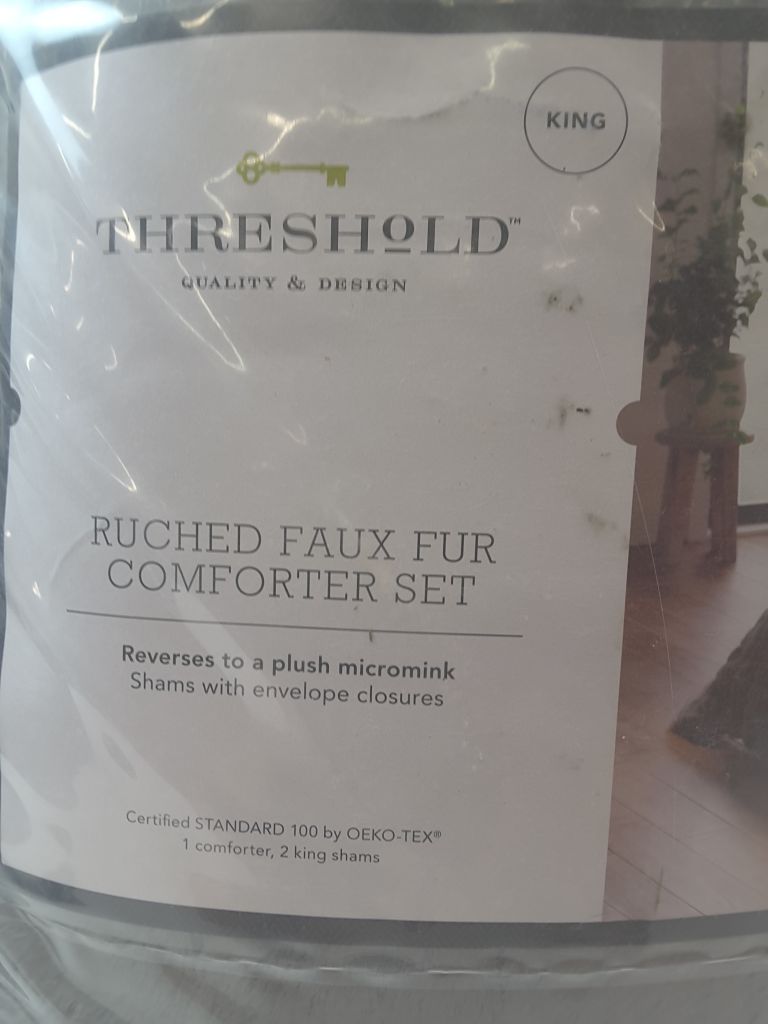 KING
THRESHOLD™
QUALITY & DESIGN
RUCHED FAUX FUR
COMFORTER SET
Reverses to a plush micromink
Shams with envelope closures
Certified STANDARD 100 by OEKO-TEX®
1 comforter, 2 king shams